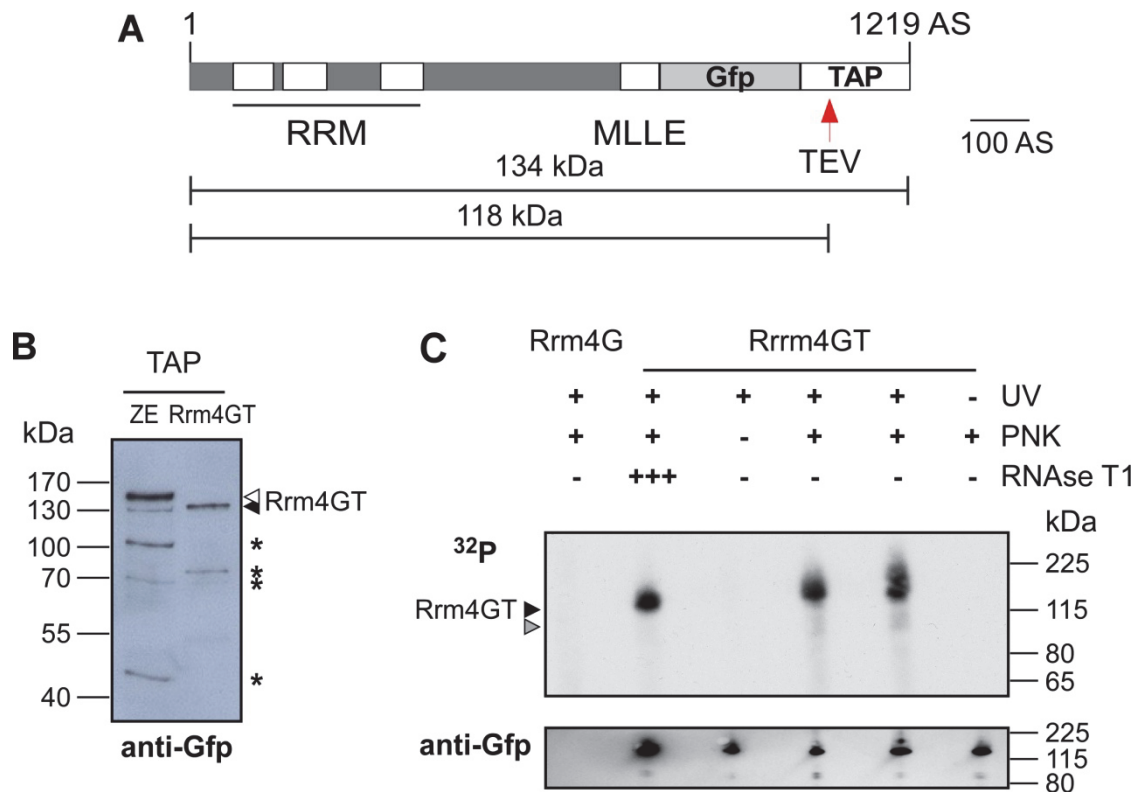 A
1 1219 AS
Gfp TAP
RRM MLLE TEV 100 AS
134 kDa
118 kDa
B
TAP
ZE Rrm4GT
kDa
170
130
Rrm4GT
100 *
70 *
*
55
40 *
anti-Gfp
C
Rrm4G Rrrm4GT
+ + + + + - UV
+ + - + + + PNK
- +++ - - - - RNAse T1
kDa
32P
225
Rrm4GT 115
80
65
anti-Gfp 225
115
80